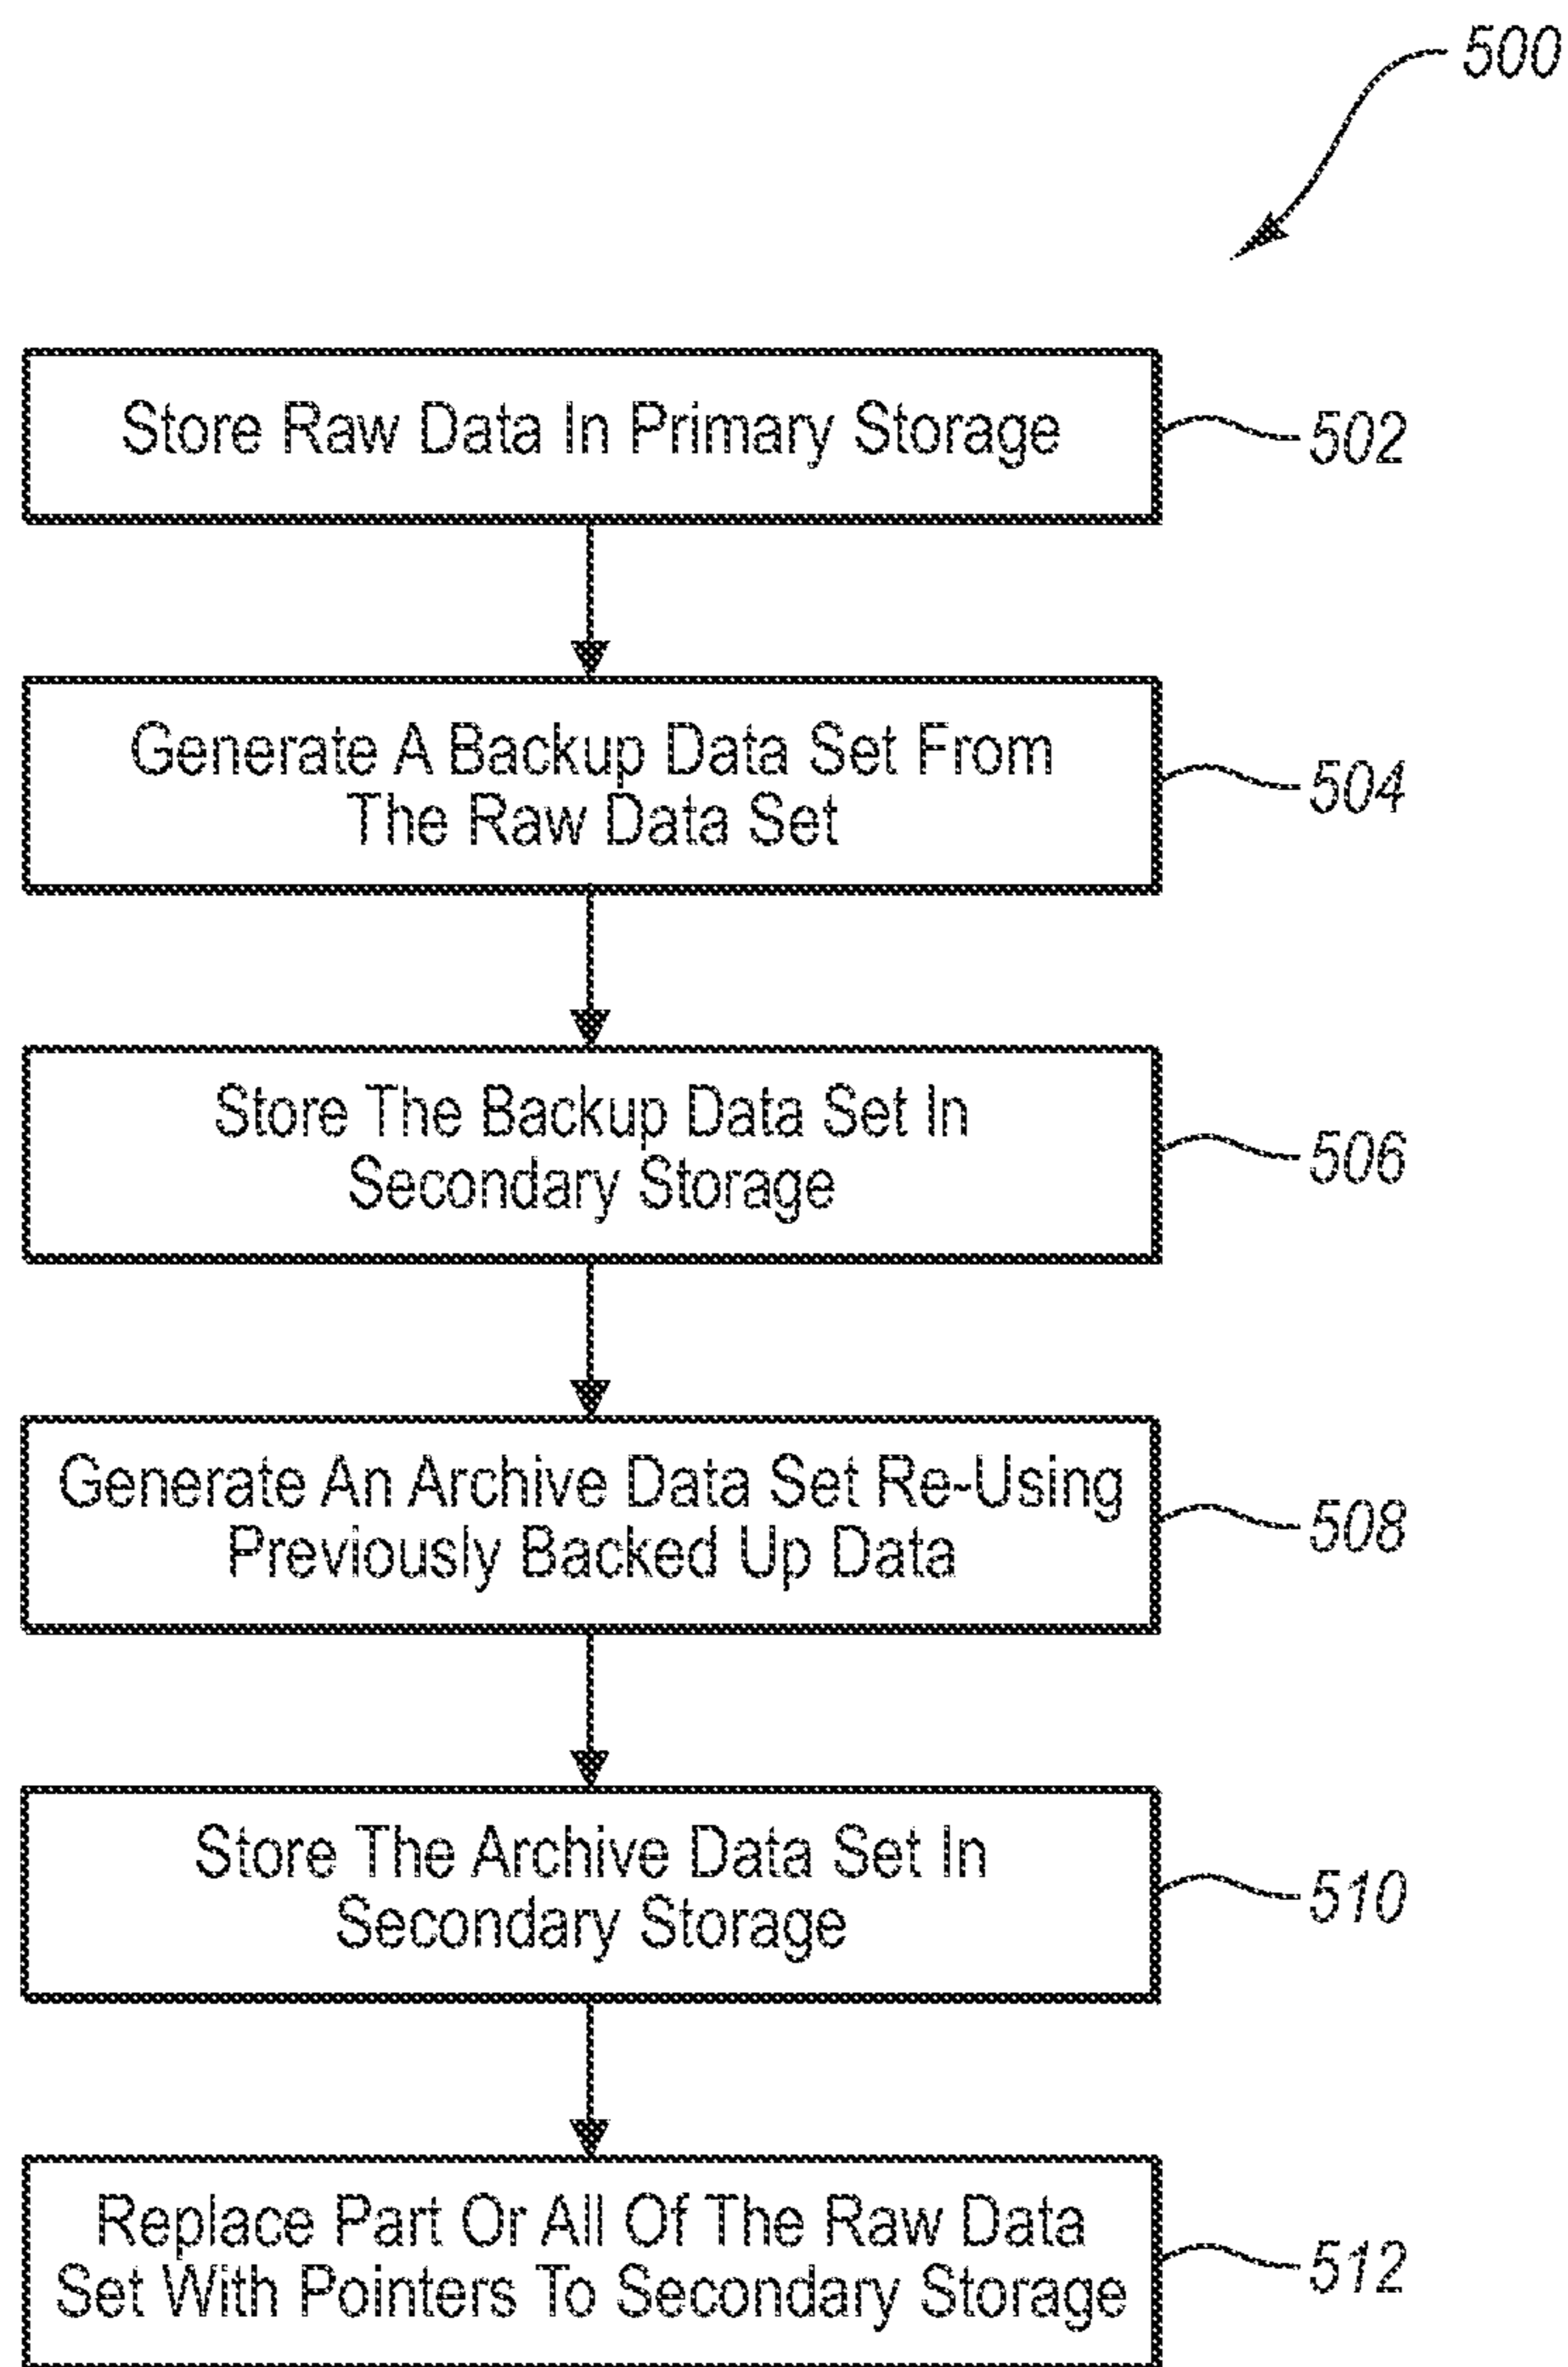 500
Store Raw Data In Primary Storage
502
Generate A Backup Data Set From
The Raw Data Set
504
Store The Backup Data Set In
Secondary Storage
506
Generate An Archive Data Set Re-Using
Previously Backed Up Data
508
Store The Archive Data Set In
Secondary Storage
510
Replace Part Or All Of The Raw Data
Set With Pointers To Secondary Storage
512